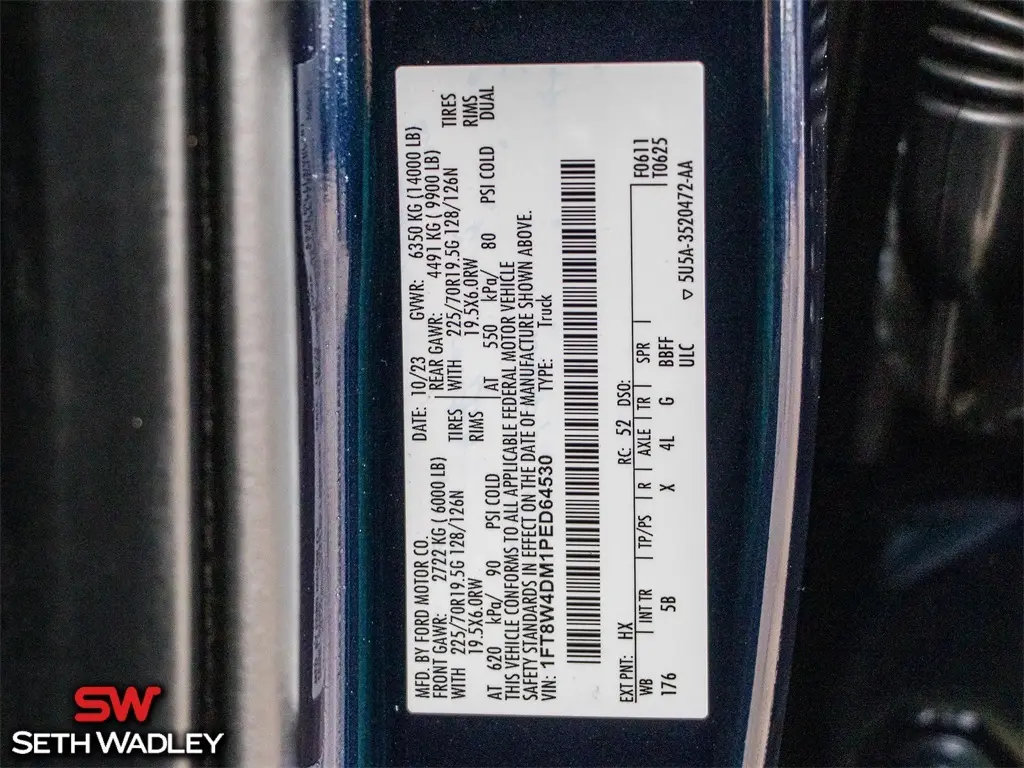 MFD. BY FORD MOTOR CO. DATE: 10/23 GVWR: 6350 KG (14000 LB)
FRONT GAWR: 2722 KG ( 6000 LB) REAR GAWR: 4491 KG ( 9900 LB)
WITH 225/70R19.5G 128/126N TIRES WITH 225/70R19.5G 128/126N TIRES
19.5X6.0RW RIMS 19.5X6.0RW RIMS
AT 620 kPa/ 90 PSI COLD AT 550 kPa/ 80 PSI COLD DUAL
THIS VEHICLE CONFORMS TO ALL APPLICABLE FEDERAL MOTOR VEHICLE
SAFETY STANDARDS IN EFFECT ON THE DATE OF MANUFACTURE SHOWN ABOVE.
VIN: 1FT8W4DM1PED64530 TYPE: Truck
EXT PNT: HX RC: 52 DSO: F0611
WB INT TR TP/PS R AXLE TR SPR T0625
176 5B X 4L G BBFF
ULC ▽ 5U5A-3520472-AA
SW
SETH WADLEY